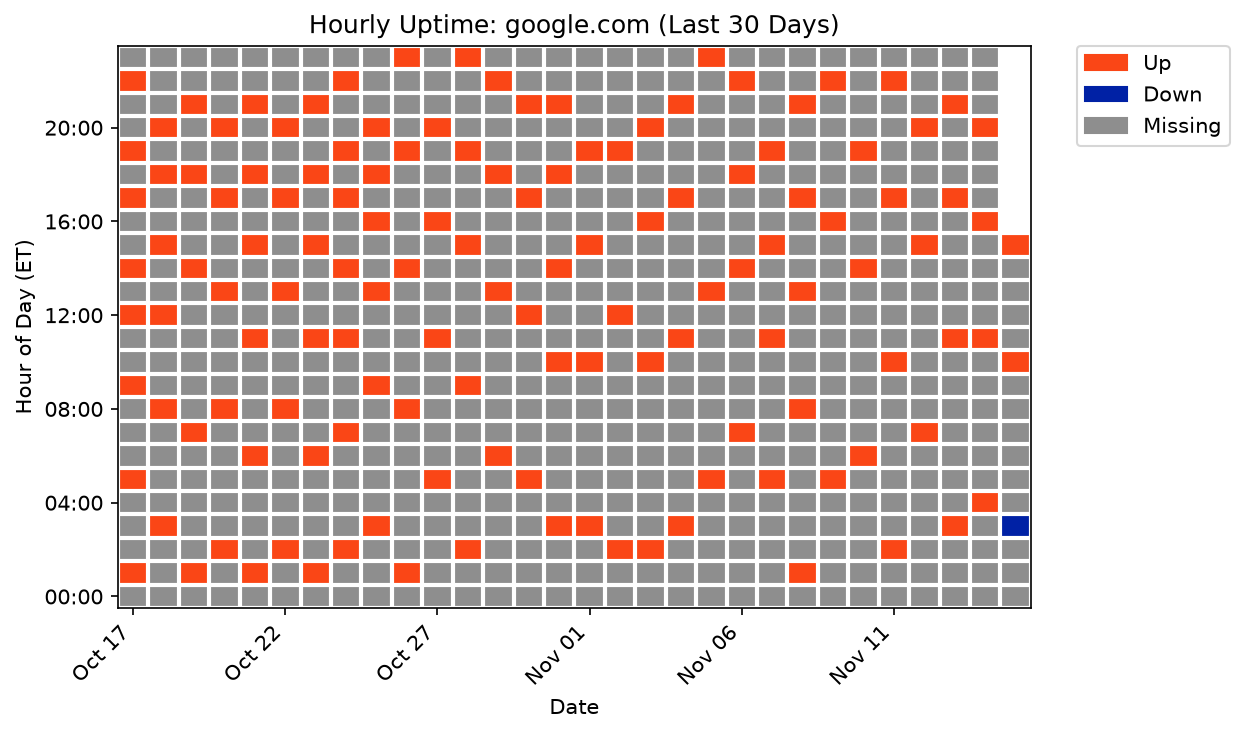 Hourly Uptime: google.com (Last 30 Days)
Up
Down
Missing
20:00
16:00
12:00
08:00
04:00
00:00
Hour of Day (ET)
Oct 17
Oct 22
Oct 27
Nov 01
Nov 06
Nov 11
Date